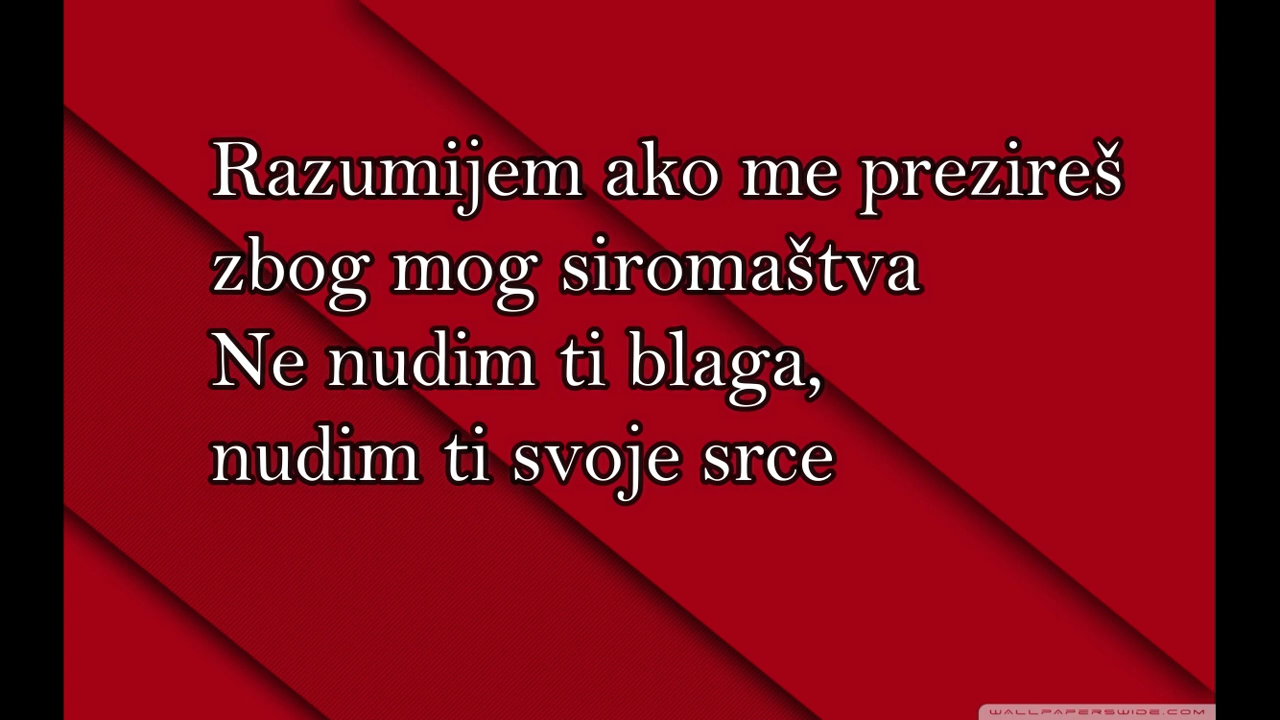 Razumijem ako me prezireš
zbog mog siromaštva
Ne nudim ti blaga,
nudim ti svoje srce
WALLPAPERSWIDE.COM